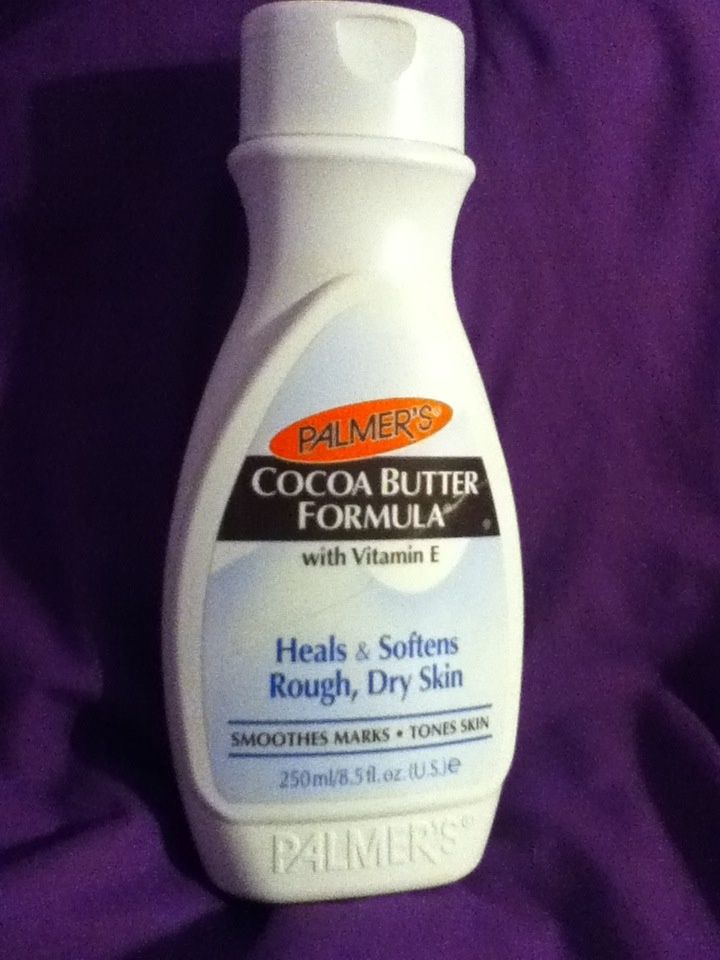 PALMER'S®
COCOA BUTTER
FORMULA®
with Vitamin E
Heals & Softens
Rough, Dry Skin
SMOOTHES MARKS • TONES SKIN
250ml/8.5 fl. oz. (U.S.)e
PALMER'S®